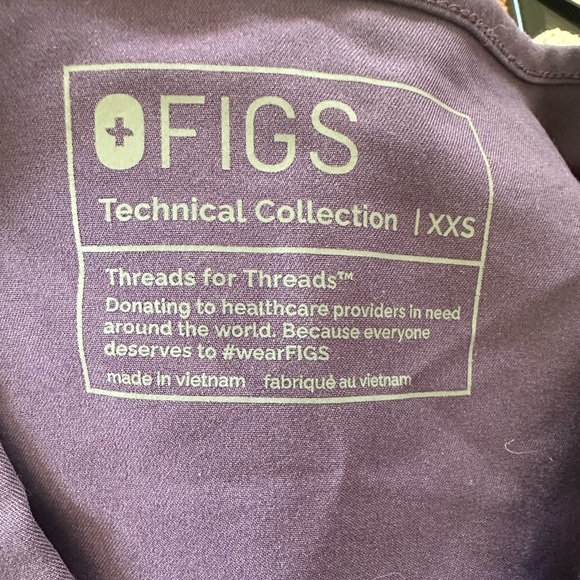 FIGS
Technical Collection | XXS
Threads for Threads™
Donating to healthcare providers in need
around the world. Because everyone
deserves to #wearFIGS
made in vietnam fabriqué au vietnam